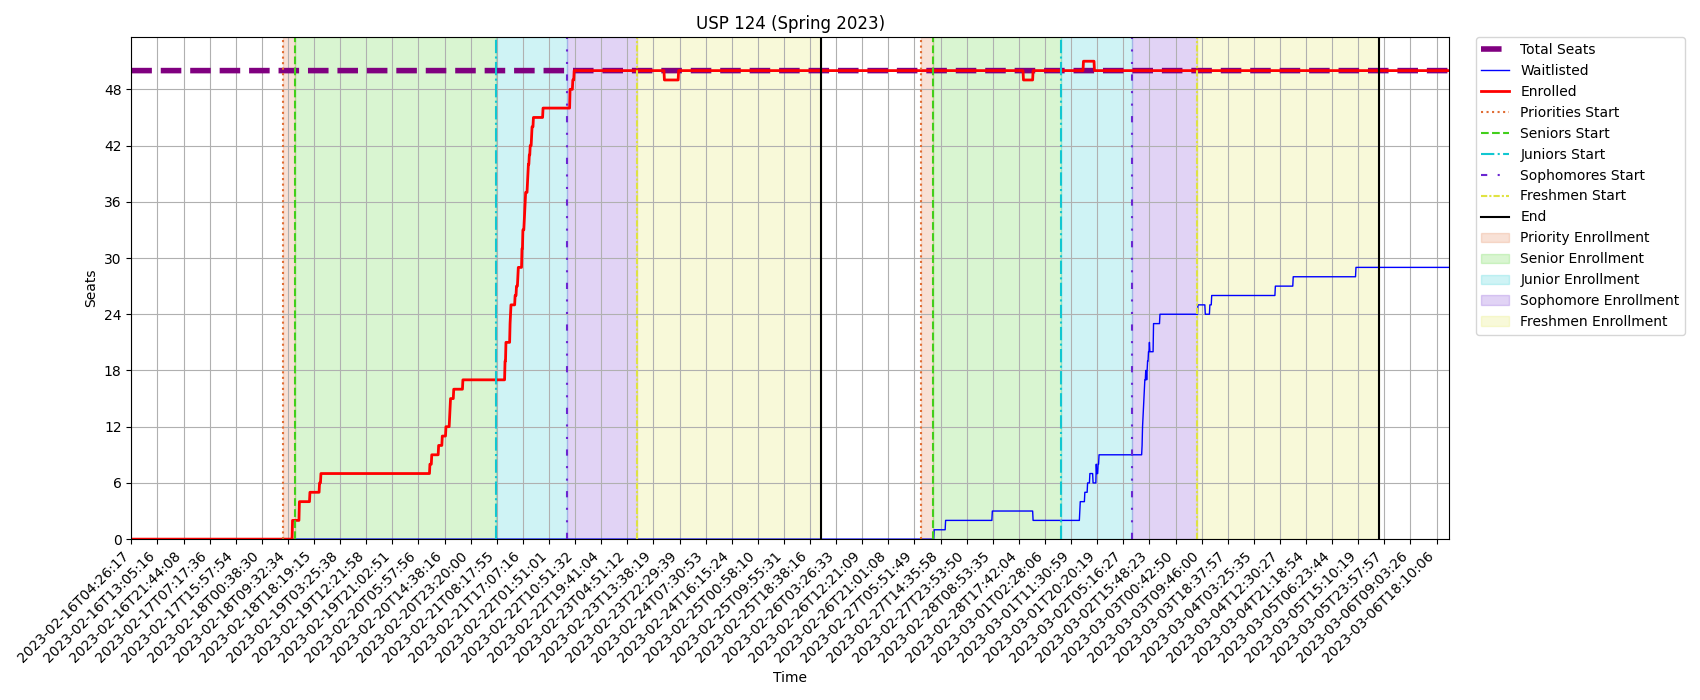 USP 124 (Spring 2023)
Seats
48
42
36
30
24
18
12
6
0
2023-02-16T04:26:17
2023-02-16T13:05:16
2023-02-16T21:44:08
2023-02-17T07:17:36
2023-02-17T15:57:54
2023-02-18T00:38:30
2023-02-18T09:32:34
2023-02-18T18:19:15
2023-02-19T03:25:38
2023-02-19T12:21:58
2023-02-19T21:02:51
2023-02-20T05:57:56
2023-02-20T14:38:16
2023-02-20T23:20:00
2023-02-21T08:17:55
2023-02-21T17:07:16
2023-02-22T01:51:01
2023-02-22T10:51:32
2023-02-22T19:41:04
2023-02-23T04:51:12
2023-02-23T13:38:19
2023-02-23T22:29:39
2023-02-24T07:30:53
2023-02-24T16:15:24
2023-02-25T00:58:10
2023-02-25T09:55:31
2023-02-25T18:38:16
2023-02-26T03:26:33
2023-02-26T12:21:09
2023-02-26T21:01:08
2023-02-27T05:51:49
2023-02-27T14:35:58
2023-02-27T23:53:50
2023-02-28T08:53:35
2023-02-28T17:42:04
2023-03-01T02:28:06
2023-03-01T11:30:59
2023-03-01T20:20:19
2023-03-02T05:16:27
2023-03-02T15:48:23
2023-03-03T00:42:50
2023-03-03T09:46:00
2023-03-03T18:37:57
2023-03-04T03:25:35
2023-03-04T12:30:27
2023-03-04T21:18:54
2023-03-05T06:23:44
2023-03-05T15:10:19
2023-03-05T23:57:57
2023-03-06T09:03:26
2023-03-06T18:10:06
Time
Total Seats
Waitlisted
Enrolled
Priorities Start
Seniors Start
Juniors Start
Sophomores Start
Freshmen Start
End
Priority Enrollment
Senior Enrollment
Junior Enrollment
Sophomore Enrollment
Freshmen Enrollment